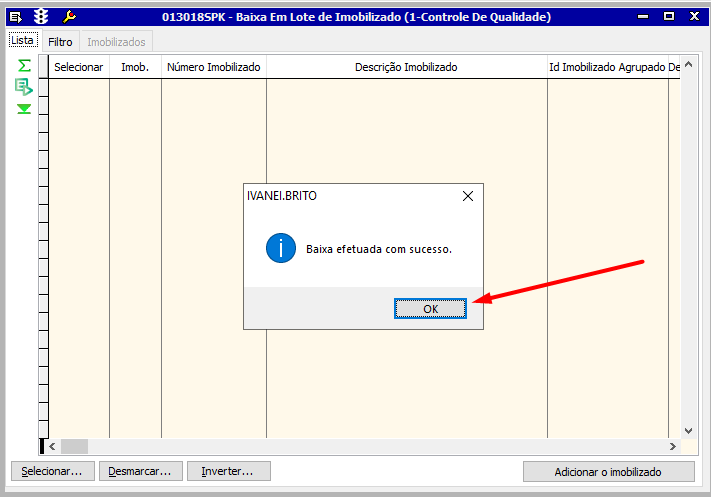 013018SPK - Baixa Em Lote de Imobilizado (1-Controle De Qualidade)
Lista Filtro Imobilizados
Selecionar Imob. Número Imobilizado Descrição Imobilizado Id Imobilizado Agrupado De
IVANEI.BRITO
Baixa efetuada com sucesso.
OK
Selecionar... Desmarcar... Inverter... Adicionar o imobilizado